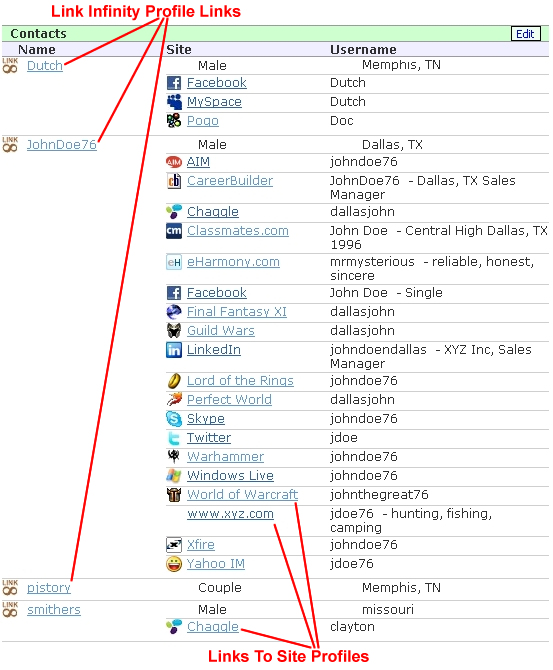 Link Infinity Profile Links
Contacts Edit
Name Site Username
LINK Dutch Male Memphis, TN
Facebook Dutch
MySpace Dutch
Pogo Doc
LINK JohnDoe76 Male Dallas, TX
AIM AIM johndoe76
cb CareerBuilder JohnDoe76 - Dallas, TX Sales
Manager
Chaggle dallasjohn
cm Classmates.com John Doe - Central High Dallas, TX
1996
eH eHarmony.com mrmysterious - reliable, honest,
sincere
Facebook John Doe - Single
Final Fantasy XI dallasjohn
Guild Wars dallasjohn
in LinkedIn johndoendallas - XYZ Inc, Sales
Manager
Lord of the Rings johndoe76
Perfect World dallasjohn
Skype johndoe76
Twitter jdoe
Warhammer johndoe76
Windows Live johndoe76
World of Warcraft johnthegreat76
www.xyz.com jdoe76 - hunting, fishing,
camping
Xfire johndoe76
Yahoo IM jdoe76
LINK pjstory Couple Memphis, TN
LINK smithers Male missouri
Chaggle clayton
Links To Site Profiles